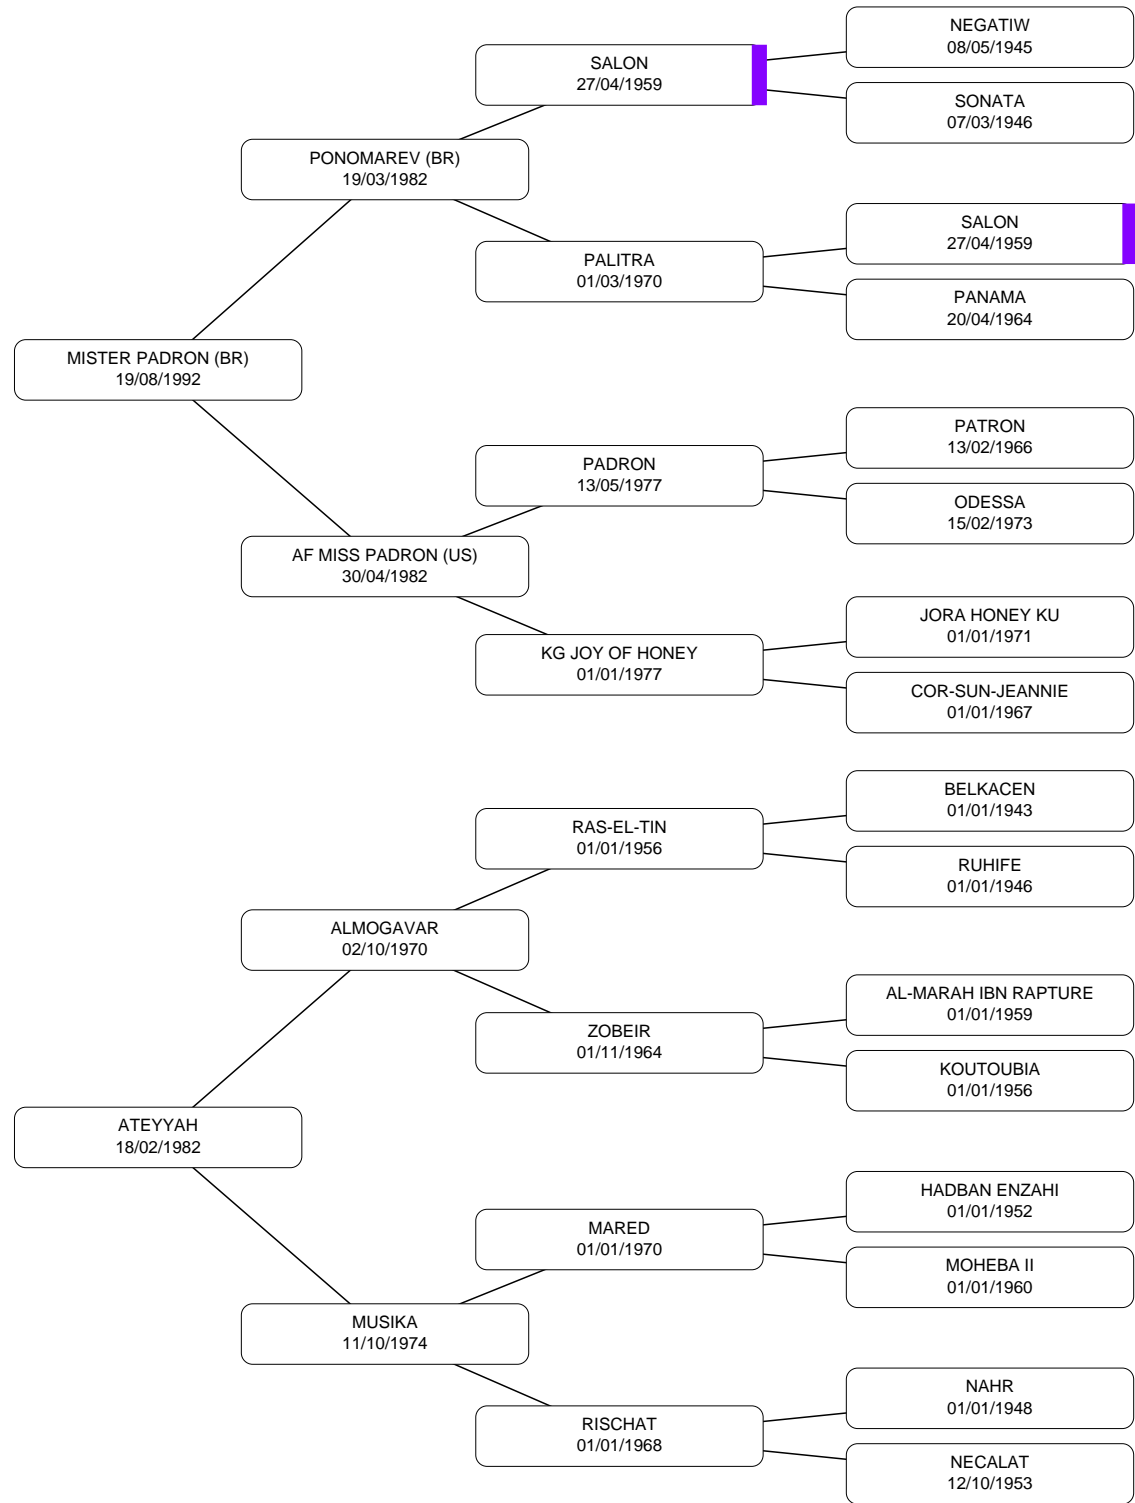 NEGATIW
08/05/1945
SALON
27/04/1959
SONATA
07/03/1946
PONOMAREV (BR)
19/03/1982
SALON
27/04/1959
PALITRA
01/03/1970
PANAMA
20/04/1964
MISTER PADRON (BR)
19/08/1992
PATRON
13/02/1966
PADRON
13/05/1977
ODESSA
15/02/1973
AF MISS PADRON (US)
30/04/1982
JORA HONEY KU
01/01/1971
KG JOY OF HONEY
01/01/1977
COR-SUN-JEANNIE
01/01/1967
BELKACEN
01/01/1943
RAS-EL-TIN
01/01/1956
RUHIFE
01/01/1946
ALMOGAVAR
02/10/1970
AL-MARAH IBN RAPTURE
01/01/1959
ZOBEIR
01/11/1964
KOUTOUBIA
01/01/1956
ATEYYAH
18/02/1982
HADBAN ENZAHI
01/01/1952
MARED
01/01/1970
MOHEBA II
01/01/1960
MUSIKA
11/10/1974
NAHR
01/01/1948
RISCHAT
01/01/1968
NECALAT
12/10/1953